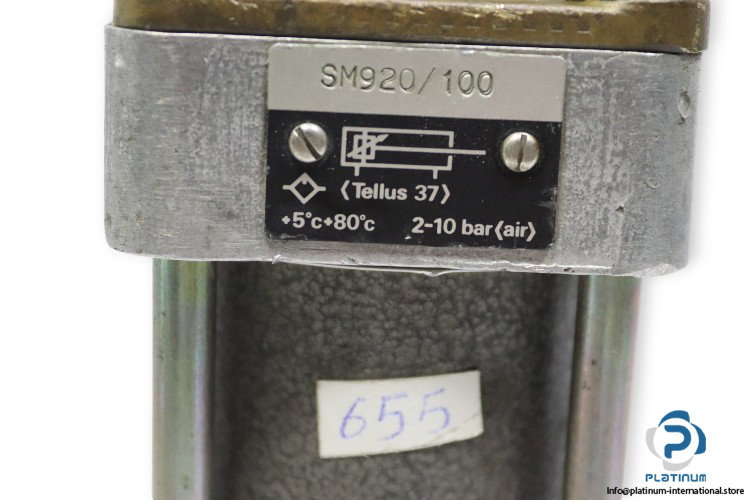 SM920/100
⟨Tellus 37⟩
+5°c+80°c 2-10 bar⟨air⟩
655
PLATINUM
Info@platinum-international.store